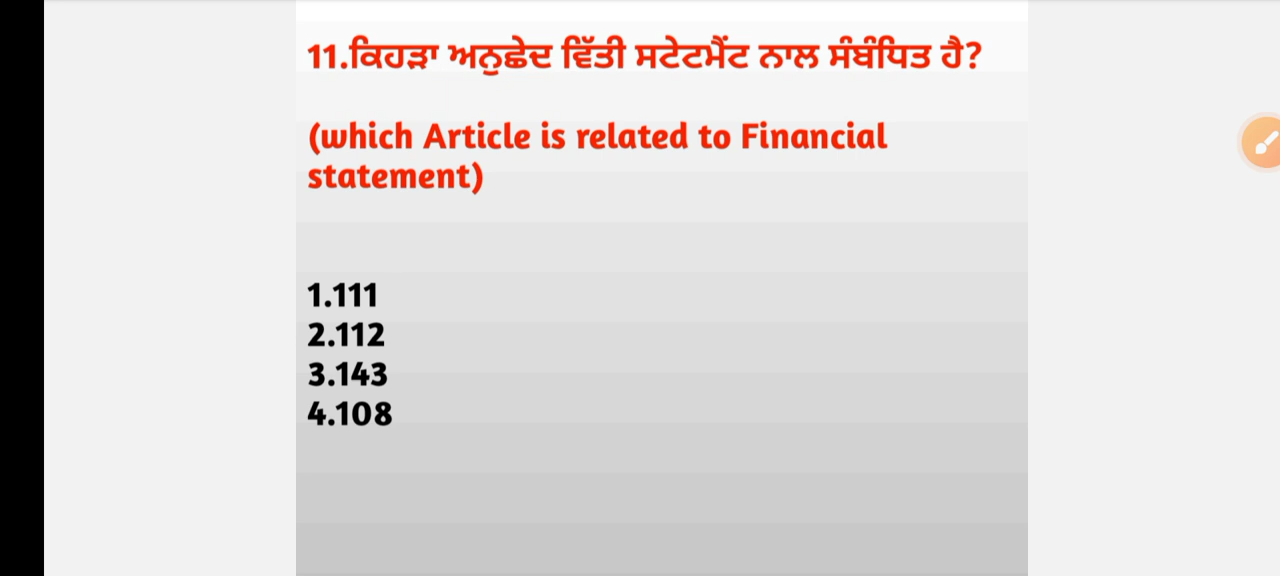 11.ਕਿਹੜਾ ਅਨੁਛੇਦ ਵਿੱਤੀ ਸਟੇਟਮੈਂਟ ਨਾਲ ਸੰਬੰਧਿਤ ਹੈ?
(which Article is related to Financial
statement)
1.111
2.112
3.143
4.108